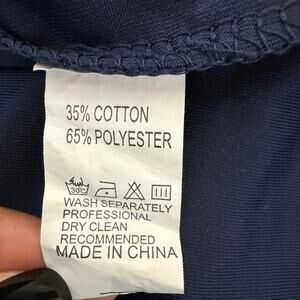 35% COTTON
65% POLYESTER
30°C
WASH SEPARATELY
PROFESSIONAL
DRY CLEAN
RECOMMENDED
MADE IN CHINA